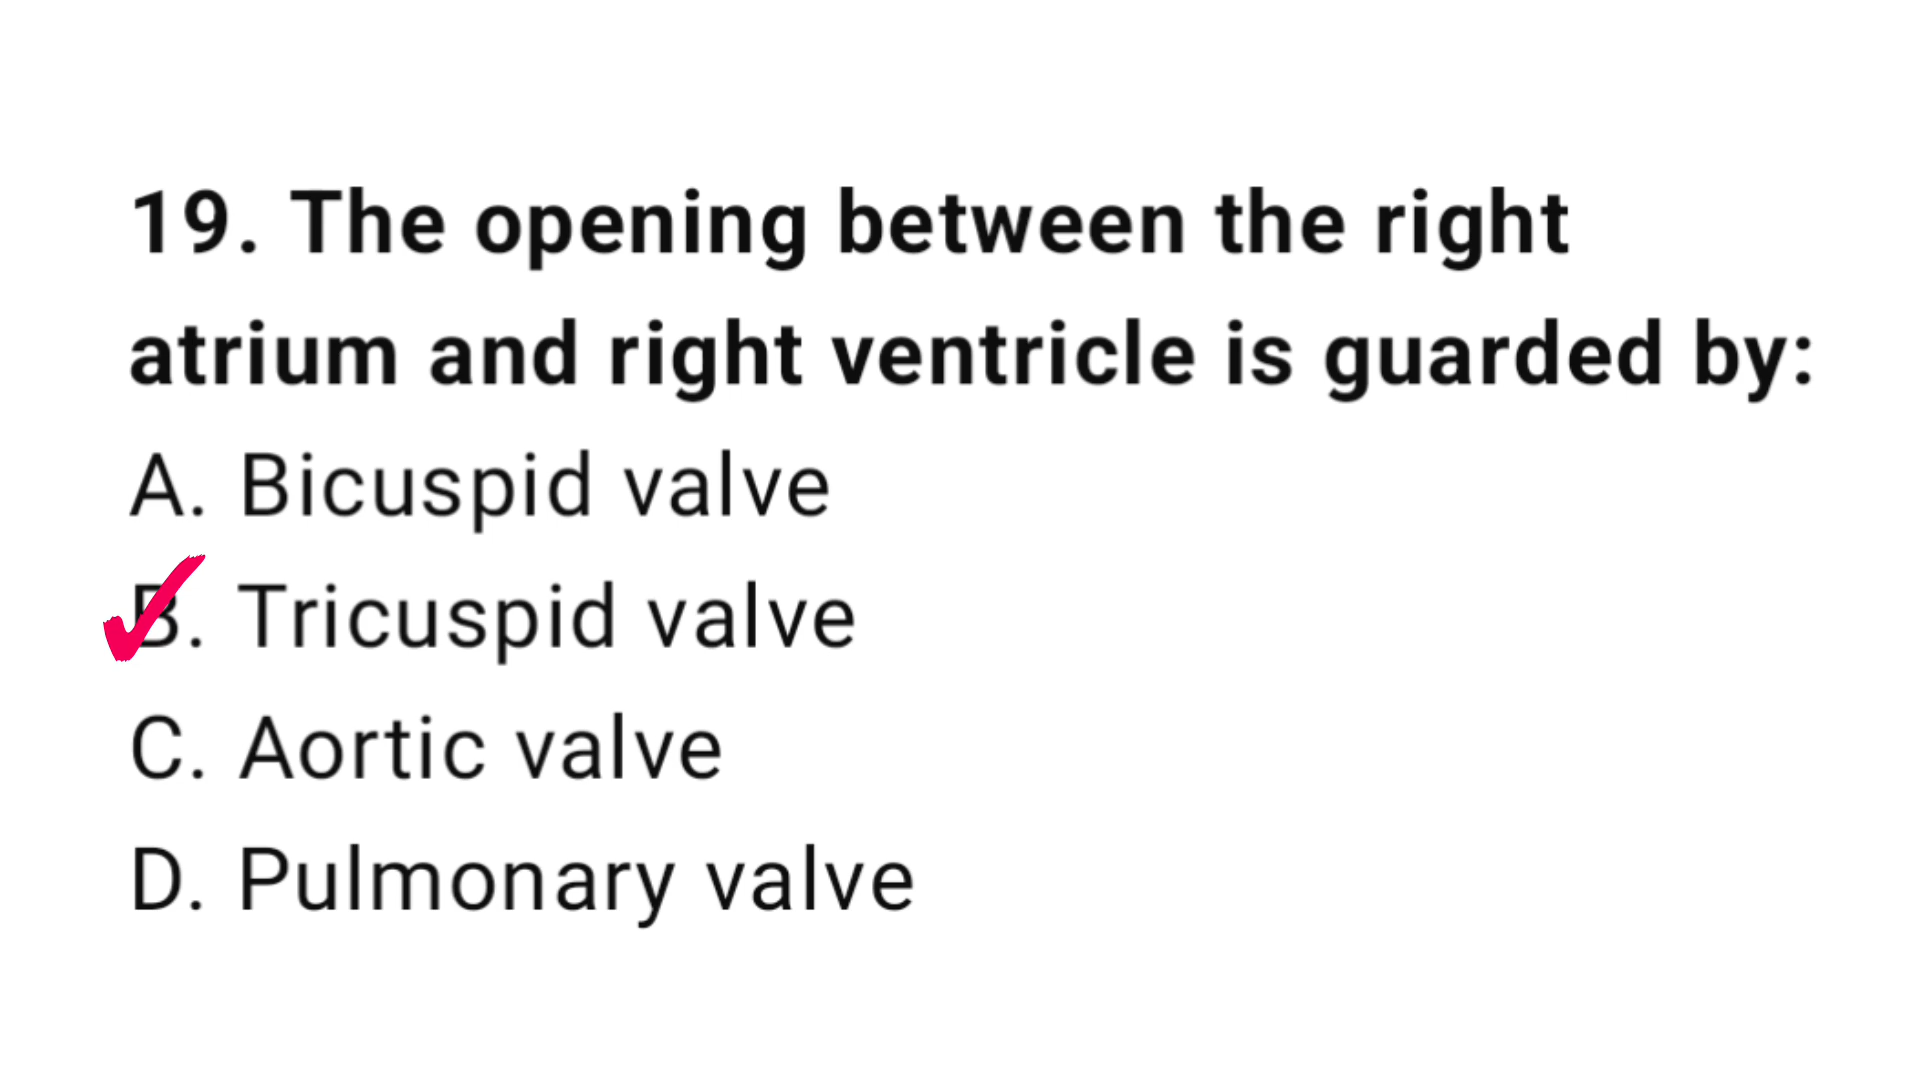 19. The opening between the right
atrium and right ventricle is guarded by:
A. Bicuspid valve
B. Tricuspid valve
C. Aortic valve
D. Pulmonary valve